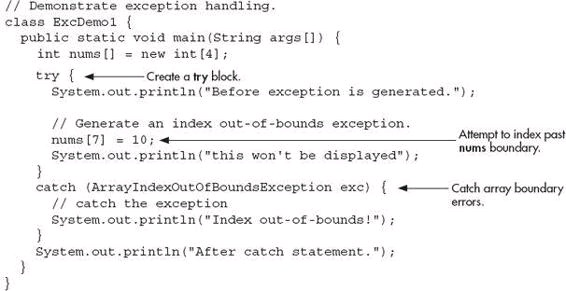 // Demonstrate exception handling.
class ExcDemo1 {
public static void main(String args[]) {
int nums[] = new int[4];
try {
Create a try block.
System.out.println("Before exception is generated.");
// Generate an index out-of-bounds exception.
nums[7] = 10;
Attempt to index past
nums boundary.
System.out.println("this won't be displayed");
}
catch (ArrayIndexOutOfBoundsException exc) {
Catch array boundary
errors.
// catch the exception
System.out.println("Index out-of-bounds!");
}
System.out.println("After catch statement.");
}
}